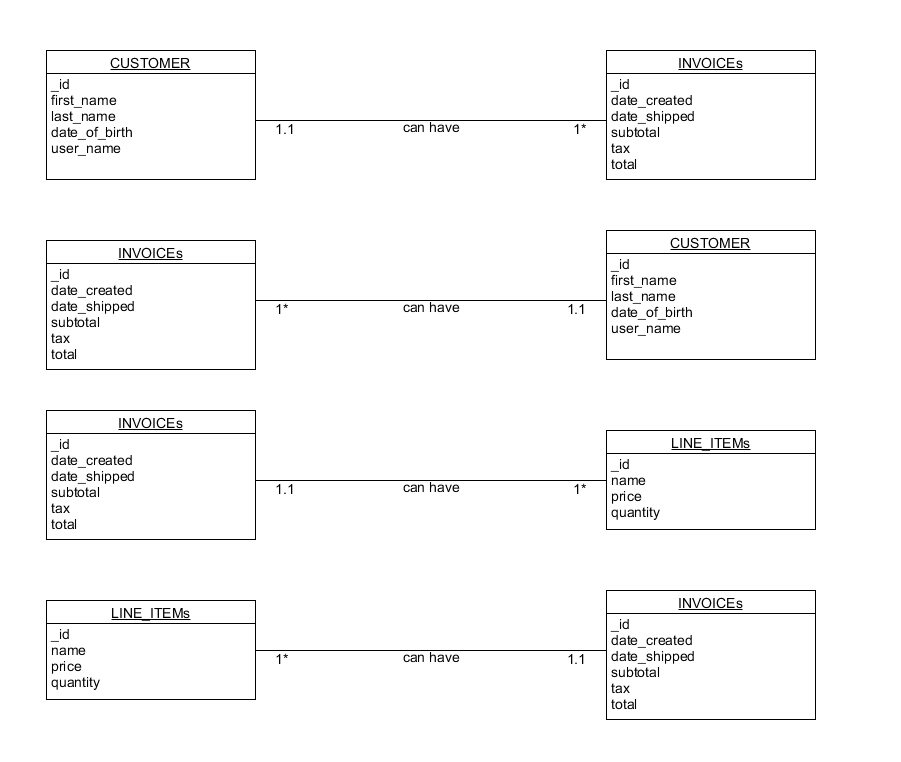 CUSTOMER
_id
first_name
last_name
date_of_birth
user_name
1.1 can have 1*
INVOICEs
_id
date_created
date_shipped
subtotal
tax
total
INVOICEs
_id
date_created
date_shipped
subtotal
tax
total
1* can have 1.1
CUSTOMER
_id
first_name
last_name
date_of_birth
user_name
INVOICEs
_id
date_created
date_shipped
subtotal
tax
total
1.1 can have 1*
LINE_ITEMs
_id
name
price
quantity
LINE_ITEMs
_id
name
price
quantity
1* can have 1.1
INVOICEs
_id
date_created
date_shipped
subtotal
tax
total